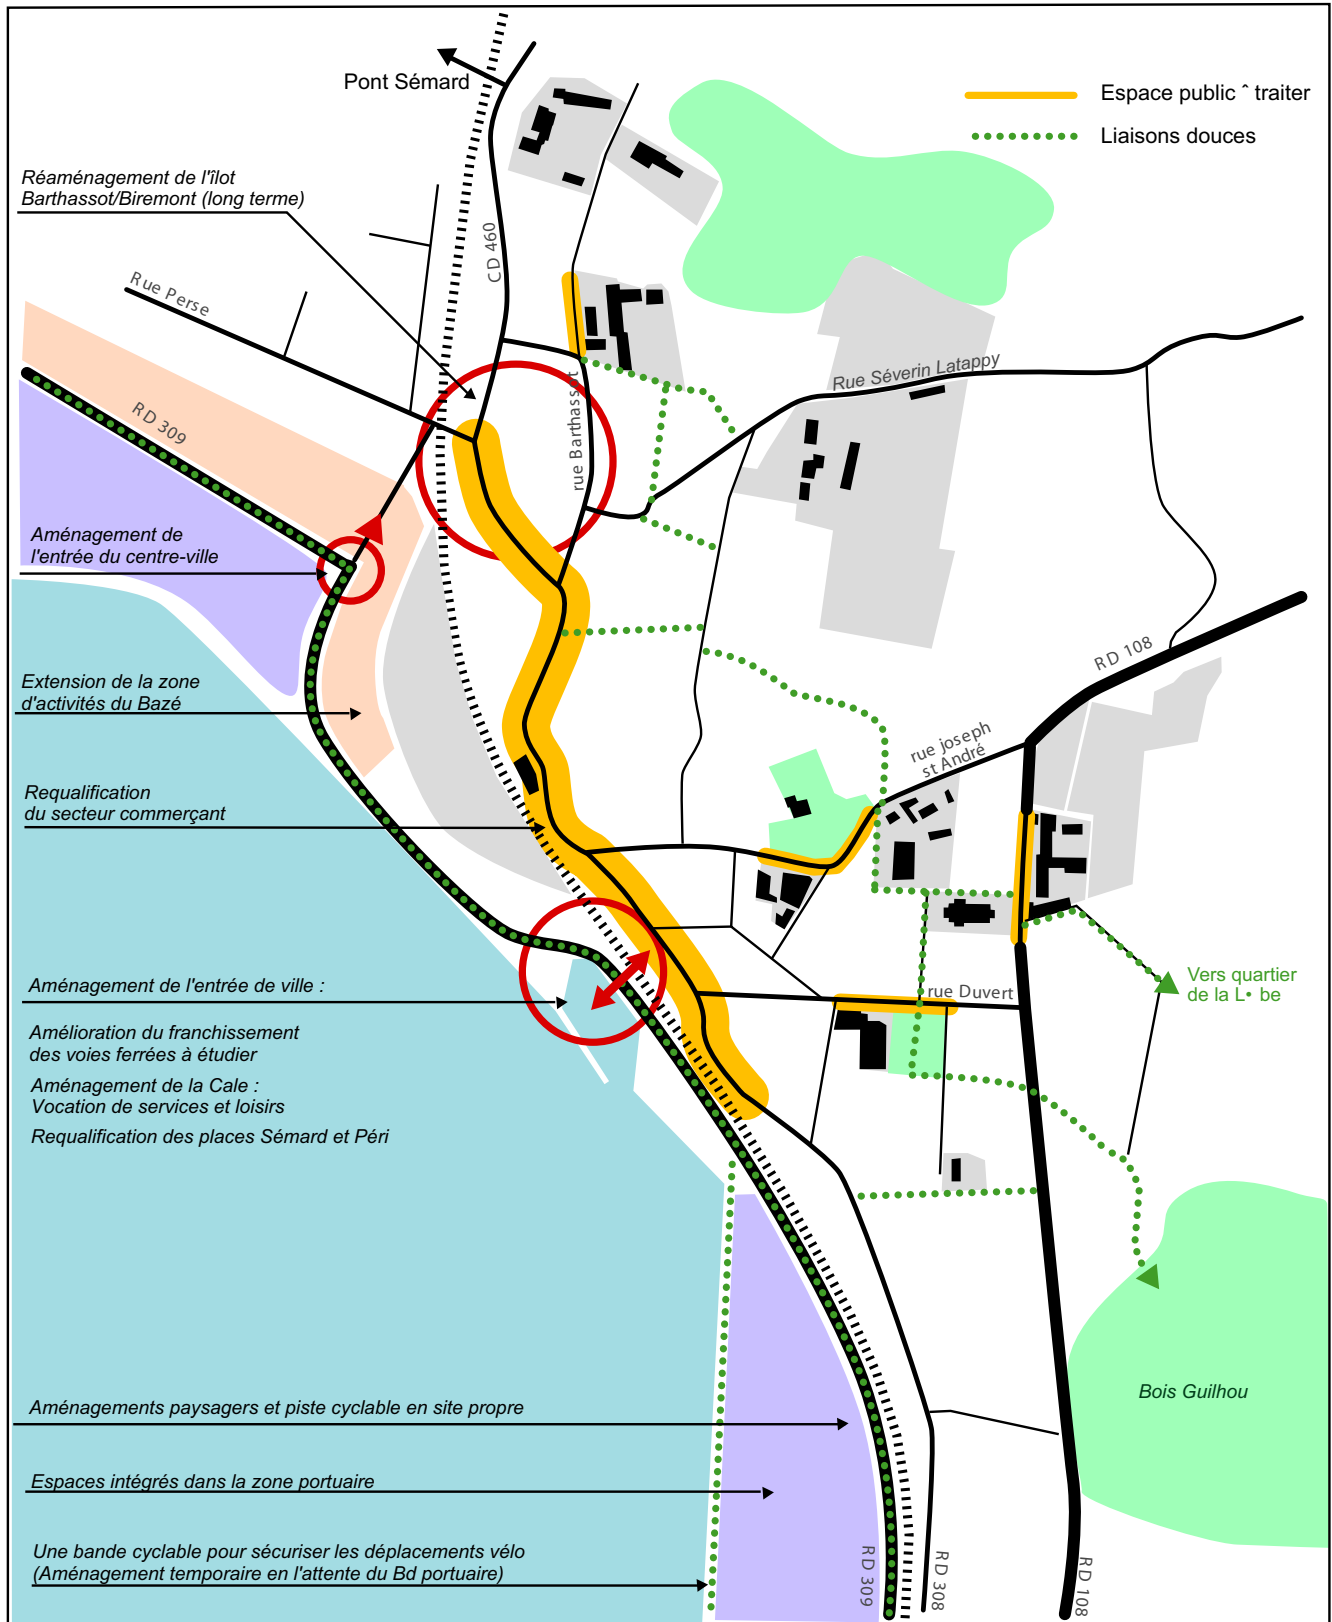 Pont Sémard
Espace public ˆ traiter
Liaisons douces
Réaménagement de l'îlot
Barthassot/Biremont (long terme)
CD 460
Rue Perse
Rue Séverin Latappy
rue Barthassot
RD 309
Aménagement de
l'entrée du centre-ville
RD 108
Extension de la zone
d'activités du Bazé
rue joseph
st André
Requalification
du secteur commerçant
Vers quartier
de la L• be
Aménagement de l'entrée de ville :
rue Duvert
Amélioration du franchissement
des voies ferrées à étudier
Aménagement de la Cale :
Vocation de services et loisirs
Requalification des places Sémard et Péri
Bois Guilhou
Aménagements paysagers et piste cyclable en site propre
Espaces intégrés dans la zone portuaire
Une bande cyclable pour sécuriser les déplacements vélo
(Aménagement temporaire en l'attente du Bd portuaire)
RD 309
RD 308
RD 108